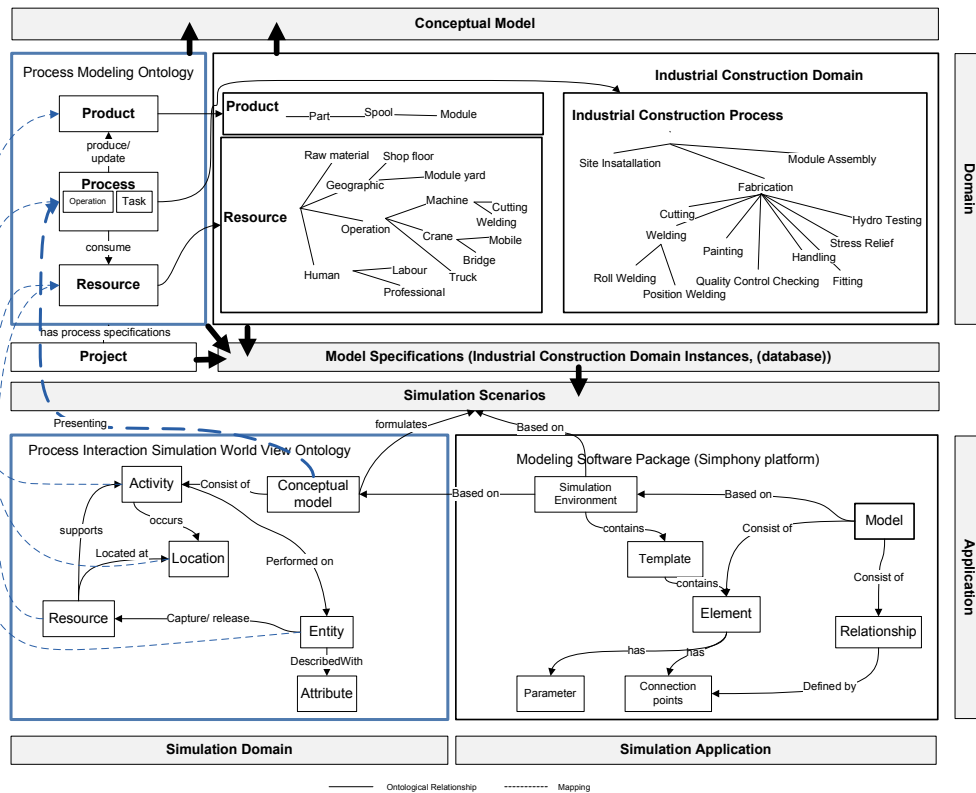 Conceptual Model
Process Modeling Ontology
Product
produce/
update
Process
Operation
Task
consume
Resource
has process specifications
Project
Industrial Construction Domain
Product
Part
Spool
Module
Resource
Raw material
Shop floor
Geographic
Module yard
Machine
Cutting
Welding
Operation
Crane
Mobile
Bridge
Truck
Human
Labour
Professional
Industrial Construction Process
Site Insatallation
Module Assembly
Fabrication
Cutting
Welding
Roll Welding
Position Welding
Painting
Quality Control Checking
Handling
Fitting
Stress Relief
Hydro Testing
Domain
Model Specifications (Industrial Construction Domain Instances, (database))
Simulation Scenarios
Presenting
formulates
Based on
Process Interaction Simulation World View Ontology
Activity
Consist of
Conceptual
model
occurs
supports
Located at
Location
Performed on
Resource
Capture/ release
Entity
DescribedWith
Attribute
Based on
Modeling Software Package (Simphony platform)
Simulation
Environment
Based on
Model
contains
Consist of
Template
contains
Consist of
Element
Relationship
has
has
Parameter
Connection
points
Defined by
Application
Simulation Domain
Simulation Application
Ontological Relationship
Mapping